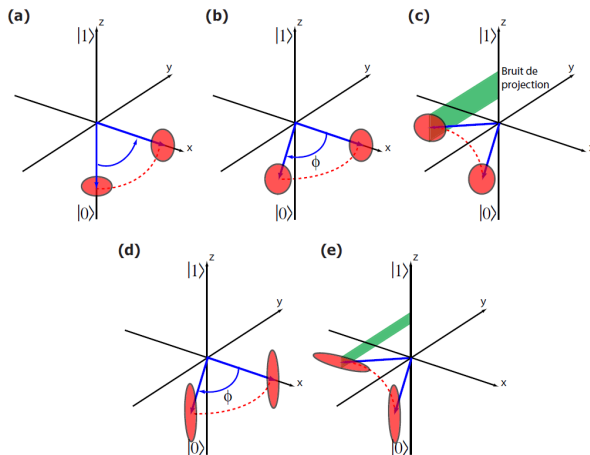 (a)
z
|1⟩
y
x
|0⟩
(b)
z
|1⟩
y
x
ϕ
|0⟩
(c)
z
|1⟩
y
Bruit de
projection
x
|0⟩
(d)
z
|1⟩
y
x
ϕ
|0⟩
(e)
z
|1⟩
y
x
|0⟩